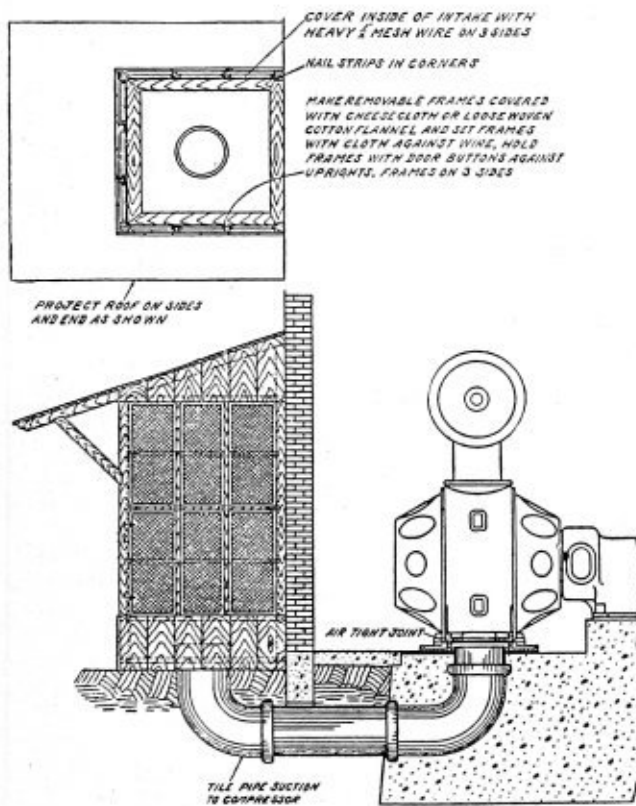 COVER INSIDE OF INTAKE WITH
HEAVY ½" MESH WIRE ON 3 SIDES
NAIL STRIPS IN CORNERS
MAKE REMOVABLE FRAMES COVERED
WITH CHEESECLOTH OR LOOSE WOVEN
COTTON FLANNEL AND SET FRAMES
WITH CLOTH AGAINST WIRE, HOLD
FRAMES WITH DOOR BUTTONS AGAINST
UPRIGHTS, FRAMES ON 3 SIDES
PROJECT ROOF ON SIDES
AND END AS SHOWN
AIR TIGHT JOINT
TILE PIPE SUCTION
TO COMPRESSOR